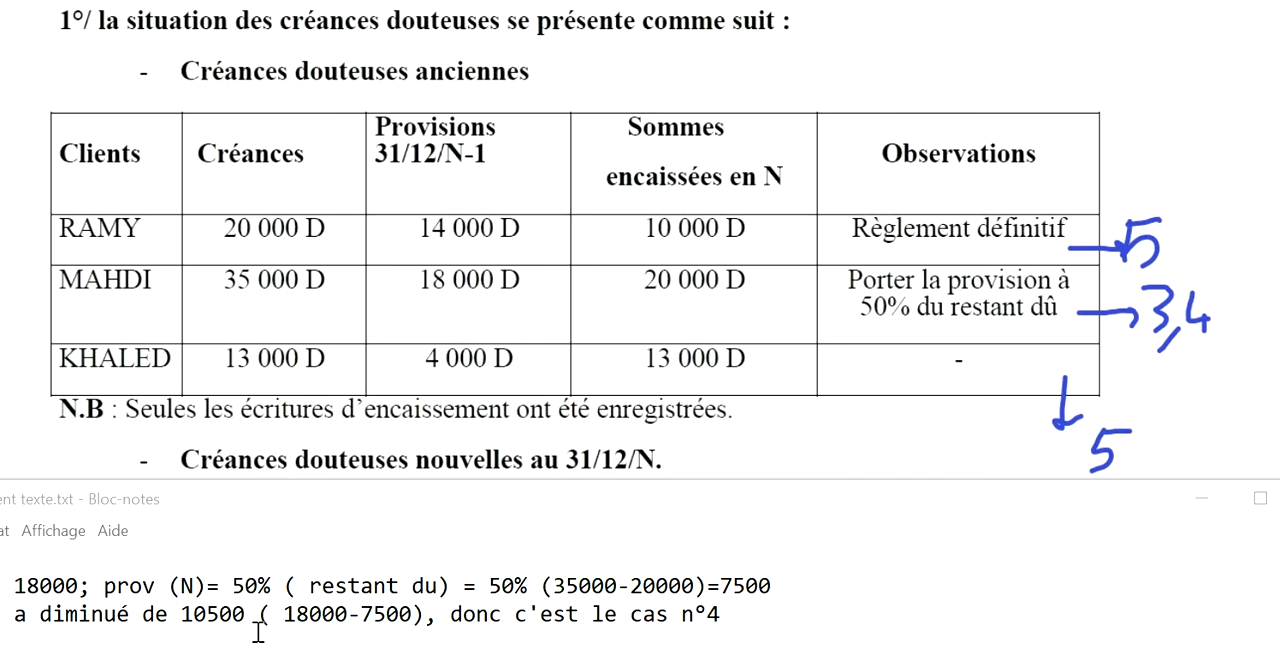 1°/ la situation des créances douteuses se présente comme suit :
- Créances douteuses anciennes
Clients Créances Provisions 31/12/N-1 Sommes encaissées en N Observations
RAMY 20 000 D 14 000 D 10 000 D Règlement définitif 5
MAHDI 35 000 D 18 000 D 20 000 D Porter la provision à 50% du restant dû 3,4
KHALED 13 000 D 4 000 D 13 000 D -
5
N.B : Seules les écritures d'encaissement ont été enregistrées.
- Créances douteuses nouvelles au 31/12/N.
ent texte.txt - Bloc-notes
at Affichage Aide
18000; prov (N)= 50% ( restant du) = 50% (35000-20000)=7500
a diminué de 10500 ( 18000-7500), donc c'est le cas n°4